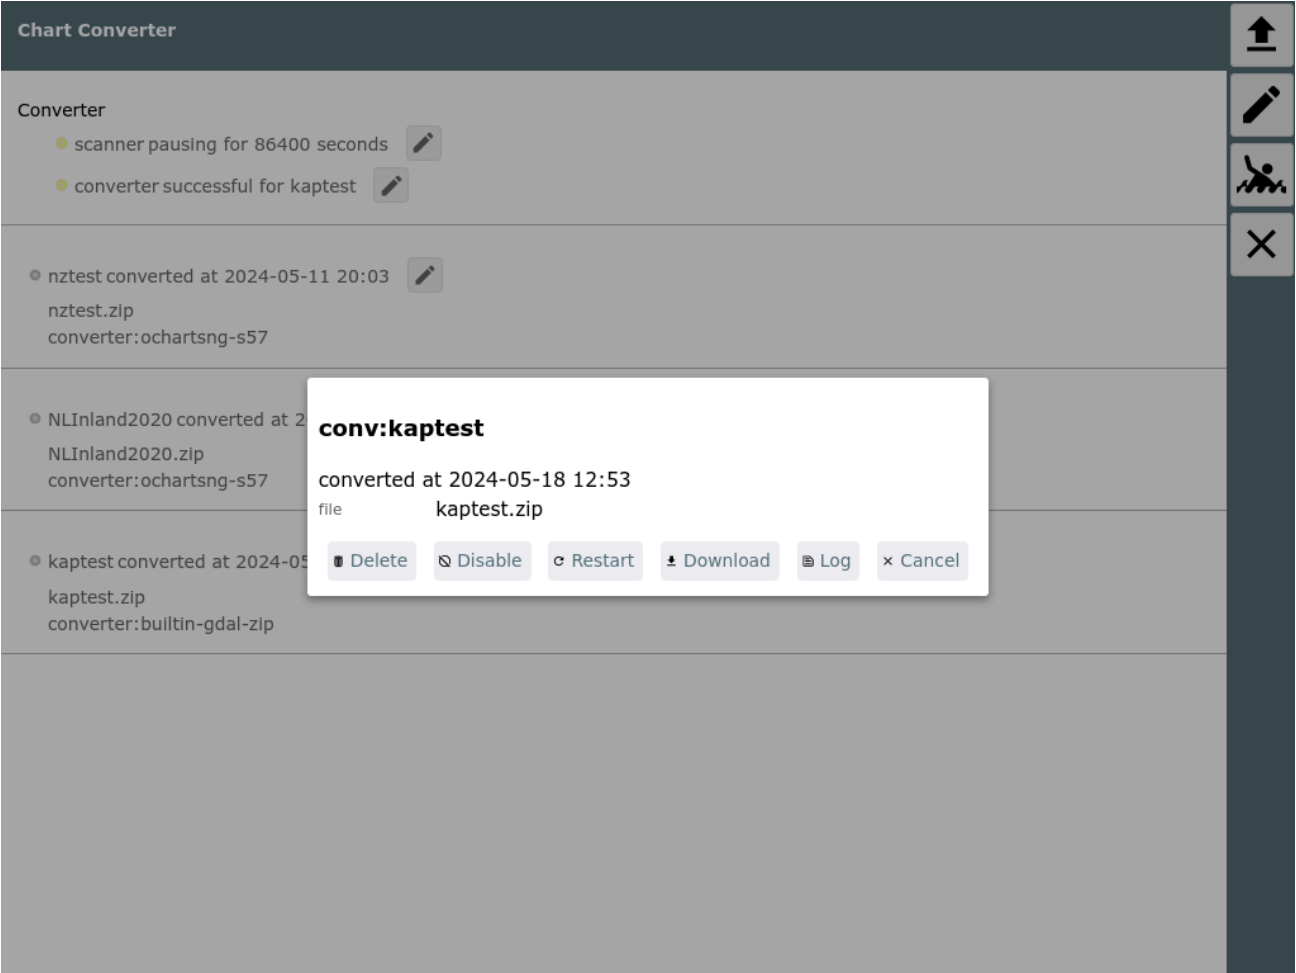 Chart Converter
Converter
scanner pausing for 86400 seconds
converter successful for kaptest
nztest converted at 2024-05-11 20:03
nztest.zip
converter:ochartsng-s57
NLInland2020 converted at 2
NLInland2020.zip
converter:ochartsng-s57
kaptest converted at 2024-05
kaptest.zip
converter:builtin-gdal-zip
conv:kaptest
converted at 2024-05-18 12:53
file kaptest.zip
Delete Disable Restart Download Log Cancel